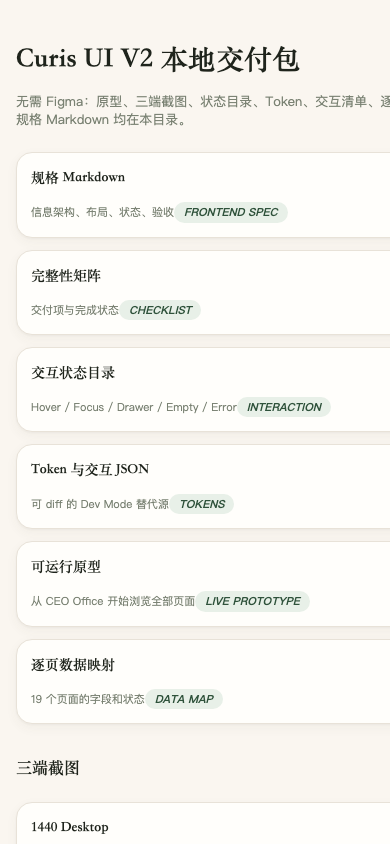 Curis UI V2 本地交付包
无需 Figma：原型、三端截图、状态目录、Token、交互清单、逐
规格 Markdown 均在本目录。
规格 Markdown
信息架构、布局、状态、验收 FRONTEND SPEC
完整性矩阵
交付项与完成状态 CHECKLIST
交互状态目录
Hover / Focus / Drawer / Empty / Error INTERACTION
Token 与交互 JSON
可 diff 的 Dev Mode 替代源 TOKENS
可运行原型
从 CEO Office 开始浏览全部页面 LIVE PROTOTYPE
逐页数据映射
19 个页面的字段和状态 DATA MAP
三端截图
1440 Desktop